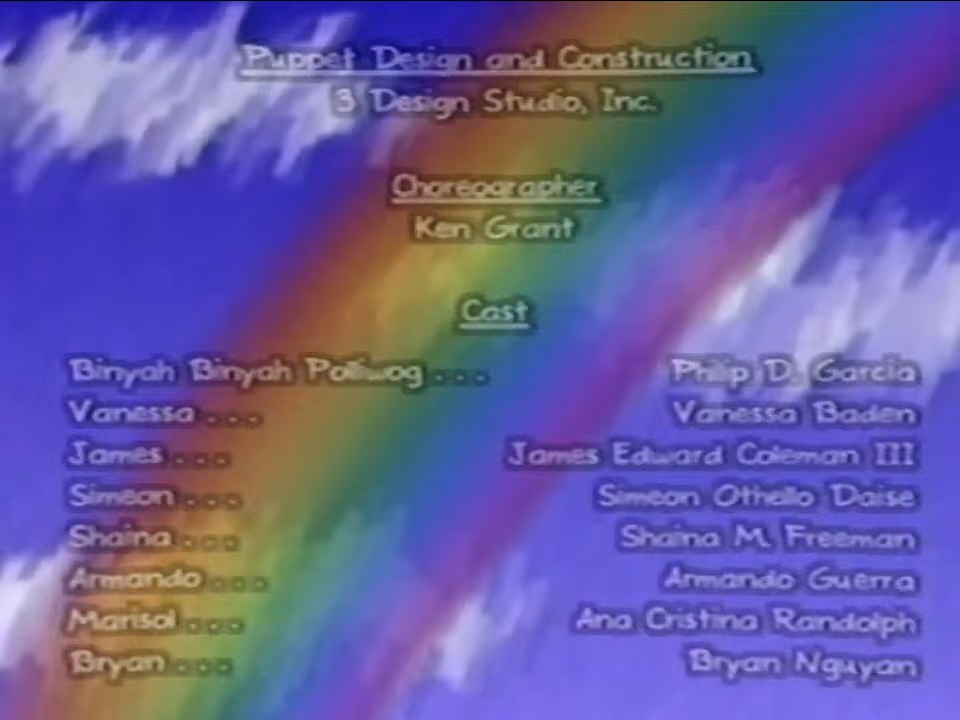 Puppet Design and Construction
3 Design Studio, Inc.
Choreographer
Ken Grant
Cast
Binyah Binyah Polliwog . . . Philip D. Garcia
Vanessa . . . Vanessa Baden
James . . . James Edward Coleman III
Simeon . . . Simeon Othello Daise
Shaina . . . Shaina M. Freeman
Armando . . . Armando Guerra
Marisol . . . Ana Cristina Randolph
Bryan . . . Bryan Nguyan